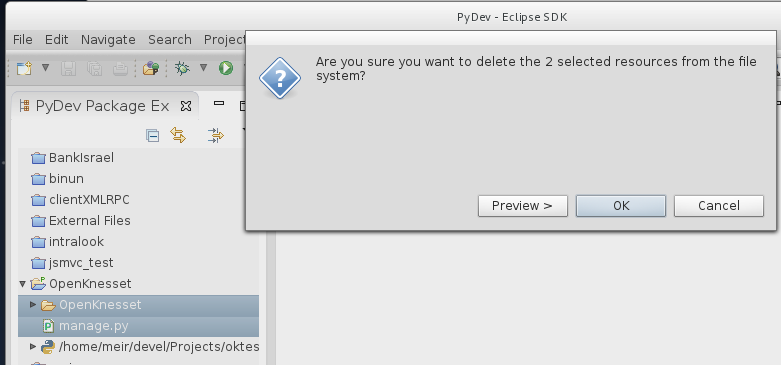 PyDev - Eclipse SDK
File Edit Navigate Search Project
Are you sure you want to delete the 2 selected resources from the file
system?
PyDev Package Ex
BankIsrael
binun
clientXMLRPC
External Files
intralook
jsmvc_test
OpenKnesset
OpenKnesset
manage.py
/home/meir/devel/Projects/oktes
Preview > OK Cancel